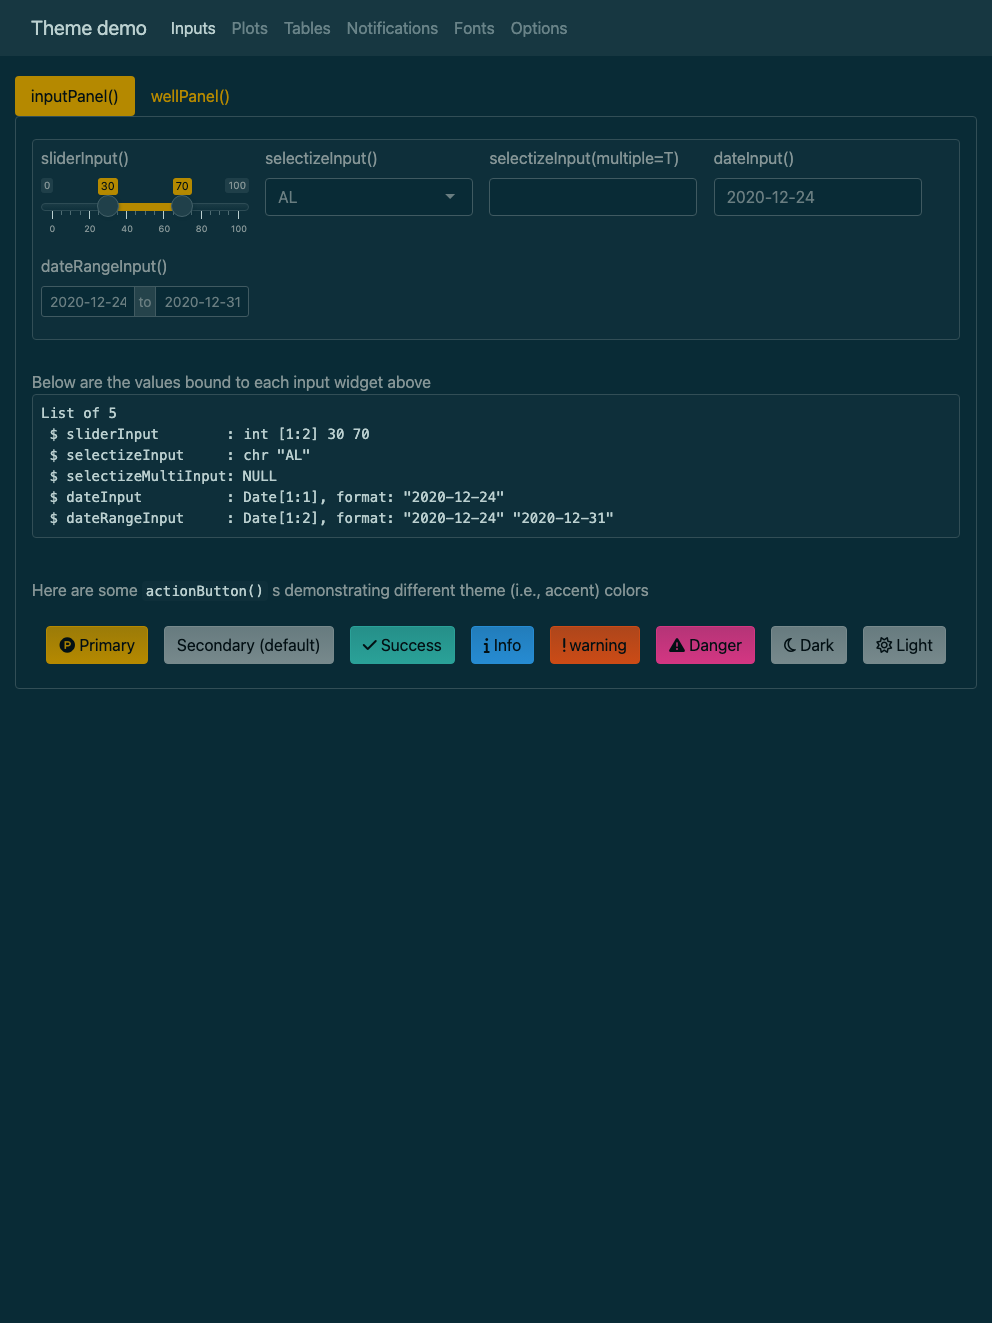 Theme demo Inputs Plots Tables Notifications Fonts Options
inputPanel() wellPanel()
sliderInput() selectizeInput() selectizeInput(multiple=T) dateInput()
0 30 70 100
AL 2020-12-24
0 20 40 60 80 100
dateRangeInput()
2020-12-24 to 2020-12-31
Below are the values bound to each input widget above
List of 5
 $ sliderInput        : int [1:2] 30 70
 $ selectizeInput     : chr "AL"
 $ selectizeMultiInput: NULL
 $ dateInput          : Date[1:1], format: "2020-12-24"
 $ dateRangeInput     : Date[1:2], format: "2020-12-24" "2020-12-31"
Here are some actionButton() s demonstrating different theme (i.e., accent) colors
Primary Secondary (default) Success Info warning Danger Dark Light